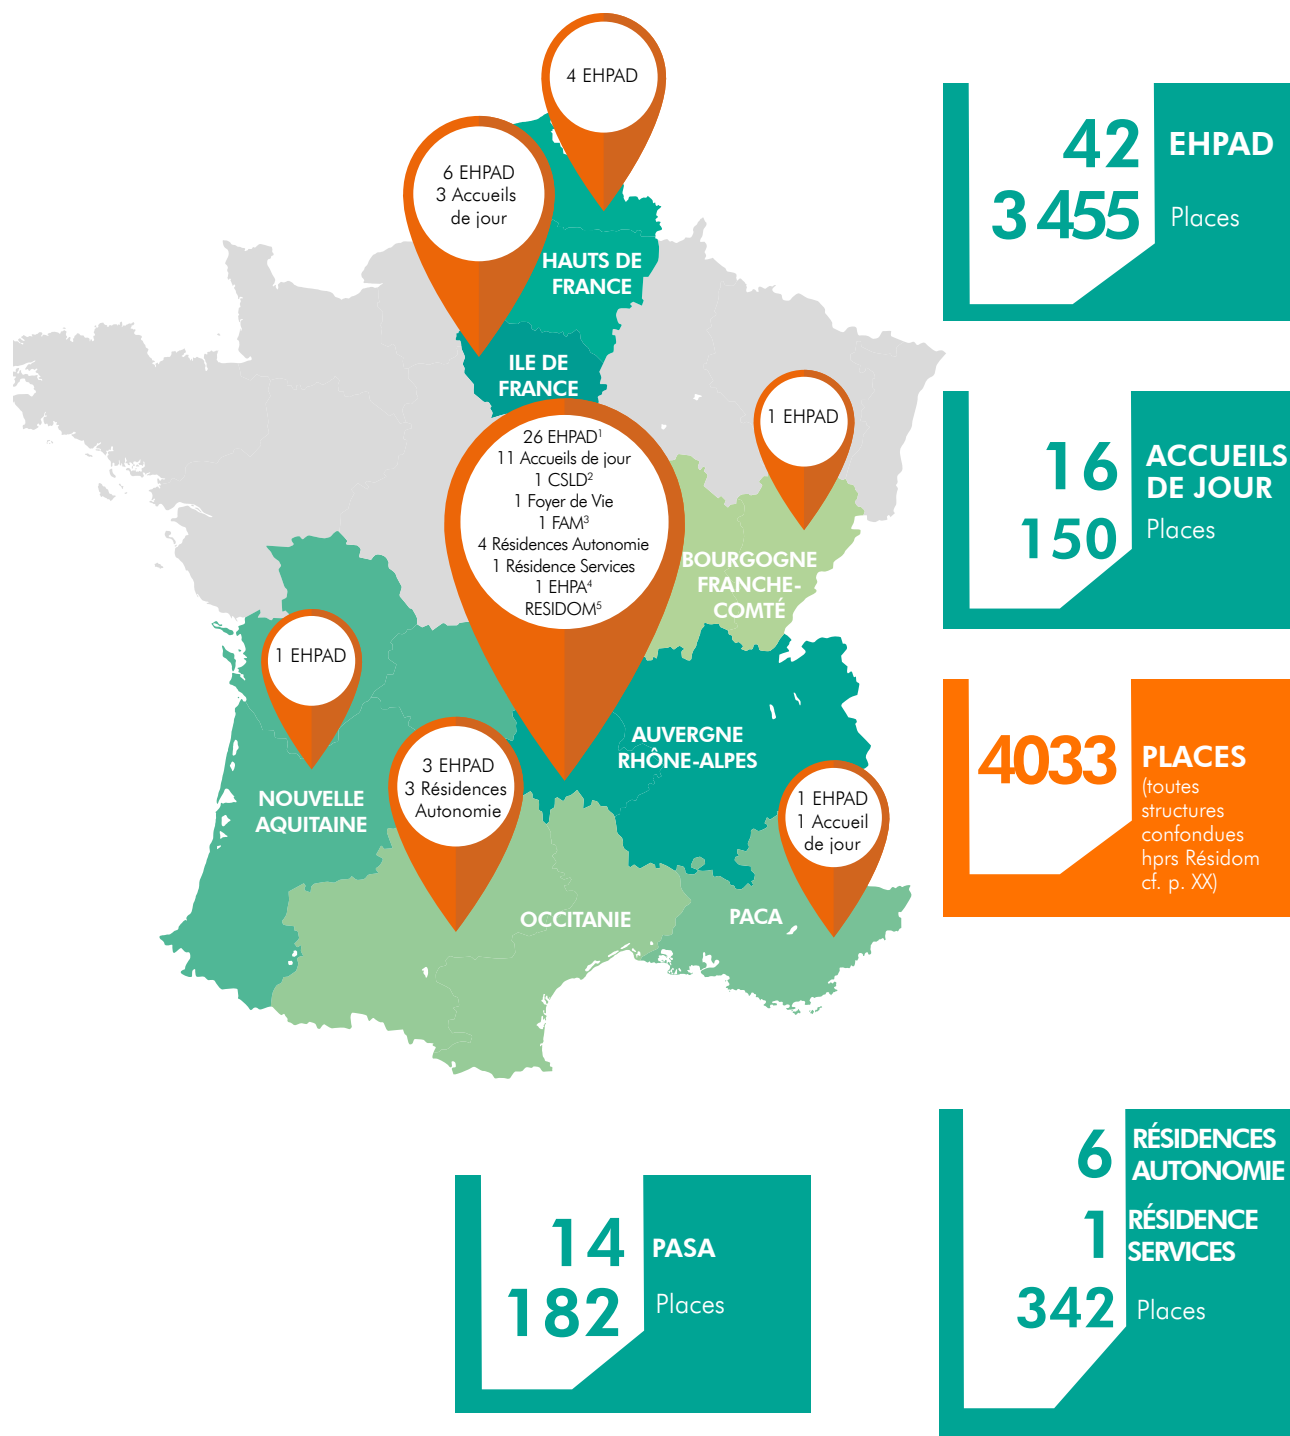 4 EHPAD
6 EHPAD
3 Accueils
de jour
HAUTS DE
FRANCE
ILE DE
FRANCE
1 EHPAD
26 EHPAD¹
11 Accueils de jour
1 CSLD²
1 Foyer de Vie
1 FAM³
4 Résidences Autonomie
1 Résidence Services
1 EHPA⁴
RESIDOM⁵
BOURGOGNE
FRANCHE-
COMTÉ
1 EHPAD
AUVERGNE
RHÔNE-ALPES
NOUVELLE
AQUITAINE
3 EHPAD
3 Résidences
Autonomie
1 EHPAD
1 Accueil
de jour
OCCITANIE
PACA
42 EHPAD
3 455 Places
16 ACCUEILS
DE JOUR
150 Places
4033 PLACES
(toutes
structures
confondues
hprs Résidom
cf. p. XX)
14 PASA
182 Places
6 RÉSIDENCES
AUTONOMIE
1 RÉSIDENCE
SERVICES
342 Places